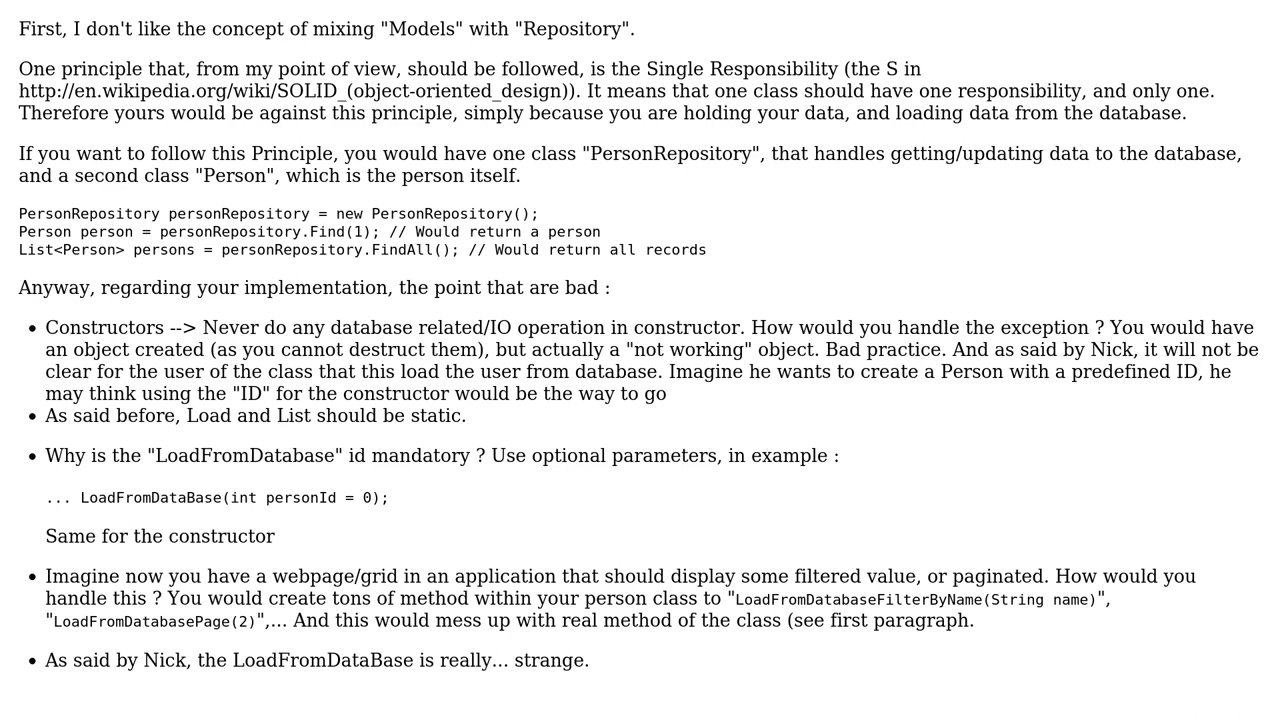 First, I don't like the concept of mixing "Models" with "Repository".
One principle that, from my point of view, should be followed, is the Single Responsibility (the S in
http://en.wikipedia.org/wiki/SOLID_(object-oriented_design)). It means that one class should have one responsibility, and only one.
Therefore yours would be against this principle, simply because you are holding your data, and loading data from the database.
If you want to follow this Principle, you would have one class "PersonRepository", that handles getting/updating data to the database,
and a second class "Person", which is the person itself.
PersonRepository personRepository = new PersonRepository();
Person person = personRepository.Find(1); // Would return a person
List<Person> persons = personRepository.FindAll(); // Would return all records
Anyway, regarding your implementation, the point that are bad :
• Constructors --> Never do any database related/IO operation in constructor. How would you handle the exception ? You would have
an object created (as you cannot destruct them), but actually a "not working" object. Bad practice. And as said by Nick, it will not be
clear for the user of the class that this load the user from database. Imagine he wants to create a Person with a predefined ID, he
may think using the "ID" for the constructor would be the way to go
• As said before, Load and List should be static.
• Why is the "LoadFromDatabase" id mandatory ? Use optional parameters, in example :
... LoadFromDataBase(int personId = 0);
Same for the constructor
• Imagine now you have a webpage/grid in an application that should display some filtered value, or paginated. How would you
handle this ? You would create tons of method within your person class to "LoadFromDatabaseFilterByName(String name)",
"LoadFromDatabasePage(2)",... And this would mess up with real method of the class (see first paragraph.
• As said by Nick, the LoadFromDataBase is really... strange.